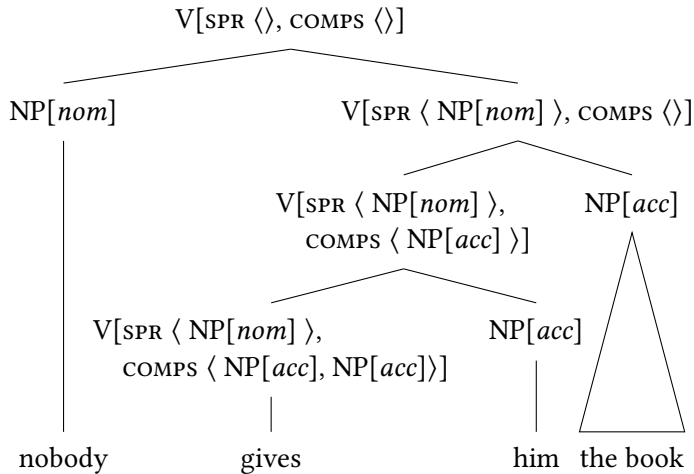 V[SPR ⟨⟩, COMPS ⟨⟩]
NP[nom]
V[SPR ⟨ NP[nom] ⟩, COMPS ⟨⟩]
V[SPR ⟨ NP[nom] ⟩,
COMPS ⟨ NP[acc] ⟩]
NP[acc]
V[SPR ⟨ NP[nom] ⟩,
COMPS ⟨ NP[acc], NP[acc]⟩]
NP[acc]
nobody gives him the book